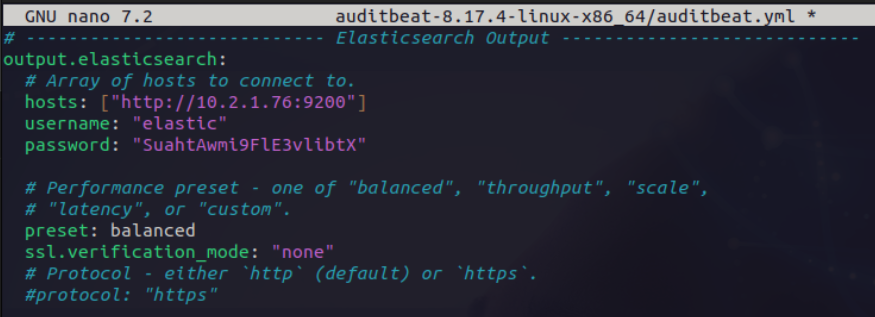 GNU nano 7.2 auditbeat-8.17.4-linux-x86_64/auditbeat.yml *
# ---------------------------- Elasticsearch Output ----------------------------
output.elasticsearch:
  # Array of hosts to connect to.
  hosts: ["http://10.2.1.76:9200"]
  username: "elastic"
  password: "SuahtAwmi9FlE3vlibtX"

  # Performance preset - one of "balanced", "throughput", "scale",
  # "latency", or "custom".
  preset: balanced
  ssl.verification_mode: "none"
  # Protocol - either `http` (default) or `https`.
  #protocol: "https"